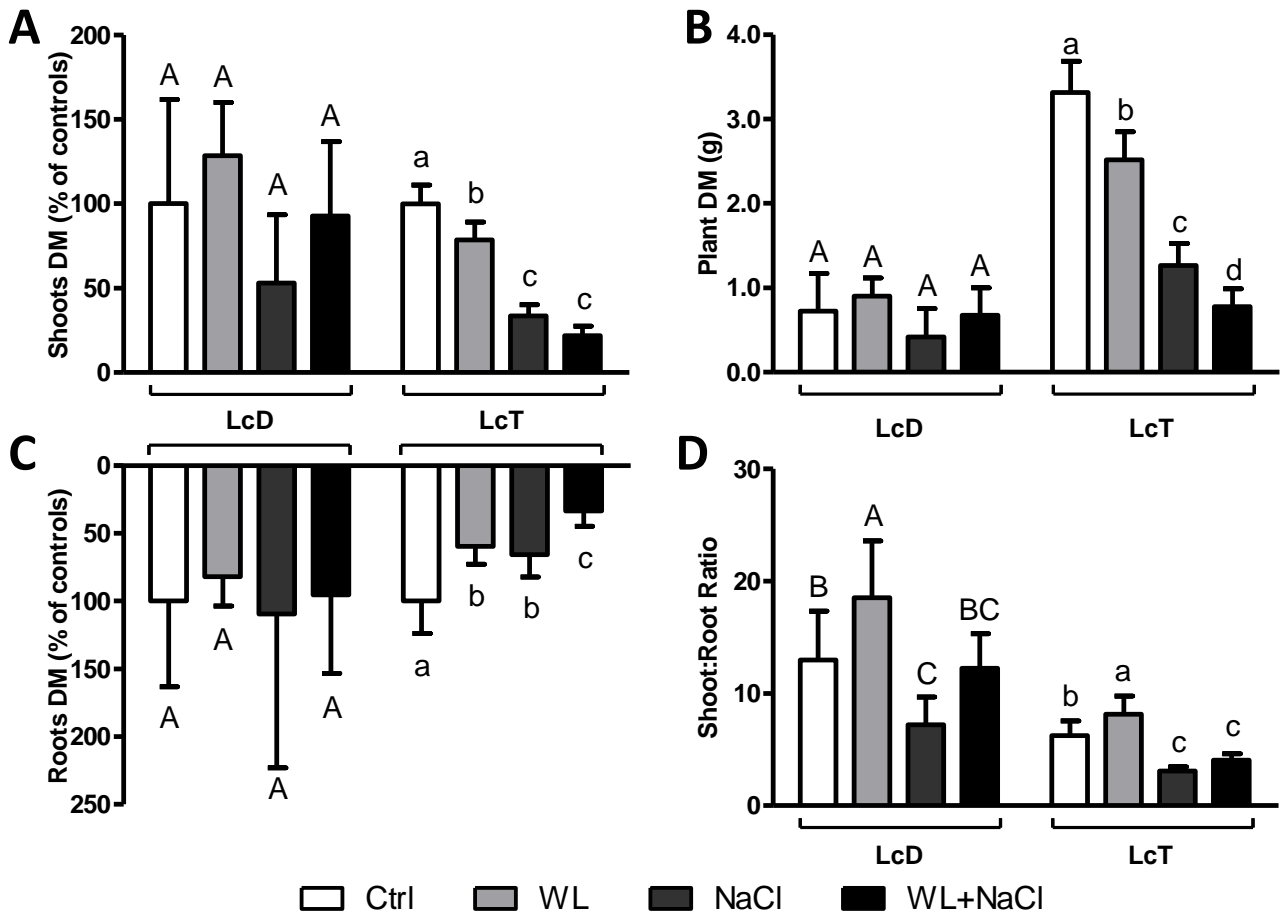 A
Shoots DM (% of controls)
200
150
100
50
0
A
A
A
A
a
b
c
c
LcD
LcT
B
Plant DM (g)
4.0
3.0
2.0
1.0
0.0
A
A
A
A
a
b
c
d
LcD
LcT
C
Roots DM (% of controls)
0
50
100
150
200
250
A
A
A
A
a
b
b
c
D
Shoot:Root Ratio
30
20
10
0
B
A
C
BC
b
a
c
c
LcD
LcT
Ctrl WL NaCl WL+NaCl